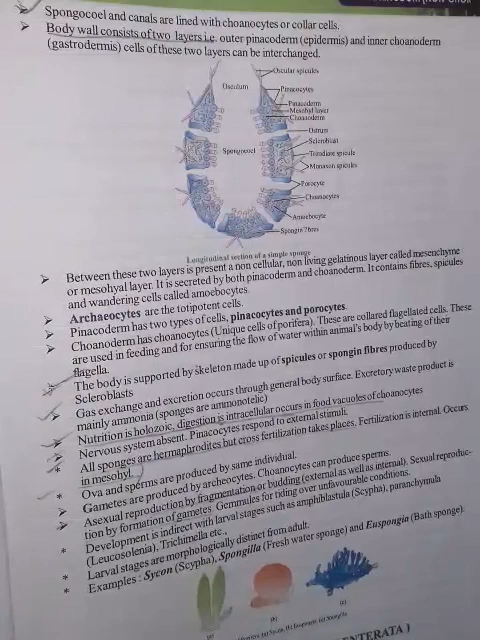 Spongocoel and canals are lined with choanocytes or collar cells.
Body wall consists of two layers i.e. outer pinacoderm (epidermis) and inner choanoderm
(gastrodermis) cells of these two layers can be interchanged.
Oscular spicules
Osculum
Pinacocytes
Pinacoderm
Mesohyl layer
Choanoderm
Ostium
Scleroblast
Spongocoel
Triradiate spicule
Monaxon spicules
Porocyte
Choanocytes
Amoebocyte
Spongin fibres
Longitudinal section of a simple sponge
Between these two layers is present a non cellular, non living gelatinous layer called mesenchyme
or mesohyal layer. It is secreted by both pinacoderm and choanoderm. It contains fibres, spicules
and wandering cells called amoebocytes.
Archaeocytes are the totipotent cells.
Pinacoderm has two types of cells, pinacocytes and porocytes.
Choanoderm has choanocytes (Unique cells of porifera). These are collared flagellated cells. These
are used in feeding and for ensuring the flow of water within animal's body by beating of their
flagella.
The body is supported by skeleton made up of spicules or spongin fibres produced by
Scleroblasts
Gas exchange and excretion occurs through general body surface. Excretory waste product is
mainly ammonia (sponges are ammonotelic)
Nutrition is holozoic, digestion is intracellular occurs in food vacuoles of choanocytes
Nervous system absent. Pinacocytes respond to external stimuli.
All sponges are hermaphrodites but cross fertilization takes places. Fertilization is internal. Occurs
in mesohyl.
Ova and sperms are produced by same individual.
Gametes are produced by archeocytes. Choanocytes can produce sperms.
Asexual reproduction by fragmentation or budding (external as well as internal). Sexual reproduc-
tion by formation of gametes. Gemmules for tiding over unfavourable conditions.
Development is indirect with larval stages such as amphiblastula (Scypha), paranchymula
(Leucosolenia), Trichimella etc.,
Larval stages are morphologically distinct from adult.
Examples : Sycon (Scypha), Spongilla (Fresh water sponge) and Euspongia (Bath sponge).
(a)
(b)
(c)
(a) Sycon (b) Euspongia (c) Spongilla